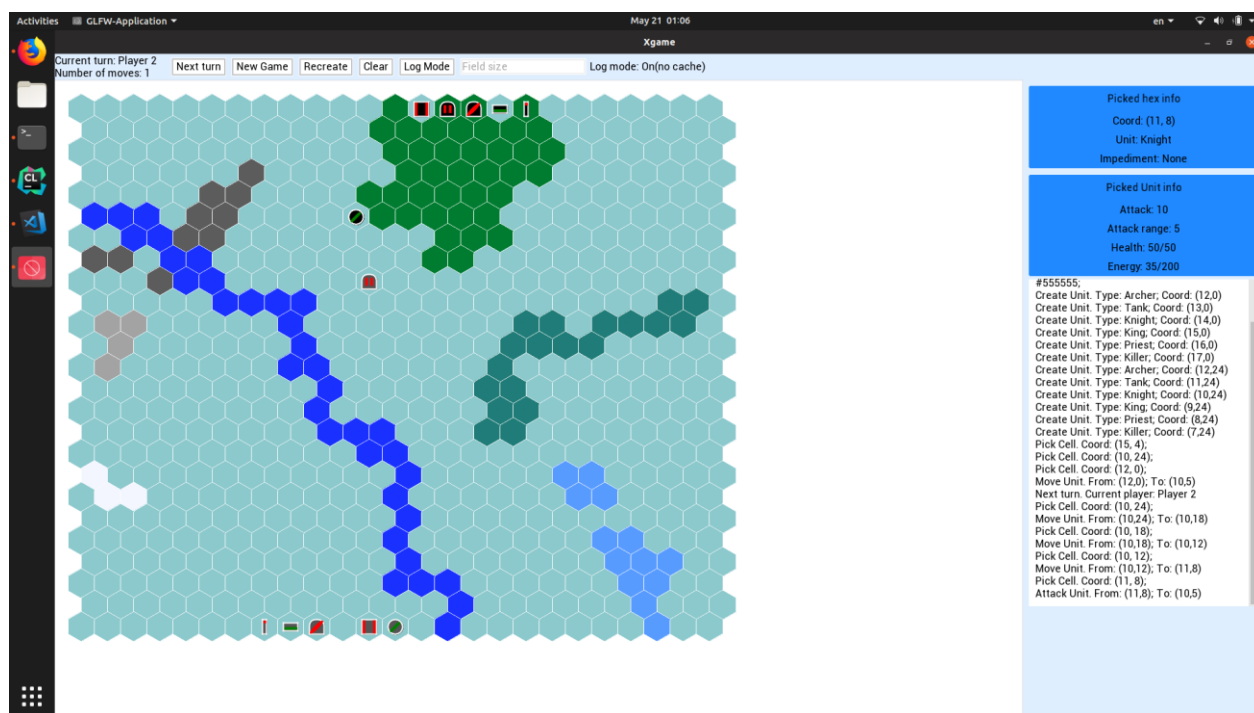 Activities
GLFW-Application
May 21 01:06
en
Xgame
Current turn: Player 2
Number of moves: 1
Next turn
New Game
Recreate
Clear
Log Mode
Field size
Log mode: On(no cache)
Picked hex info
Coord: (11, 8)
Unit: Knight
Impediment: None
Picked Unit info
Attack: 10
Attack range: 5
Health: 50/50
Energy: 35/200
#555555;
Create Unit. Type: Archer; Coord: (12,0)
Create Unit. Type: Tank; Coord: (13,0)
Create Unit. Type: Knight; Coord: (14,0)
Create Unit. Type: King; Coord: (15,0)
Create Unit. Type: Priest; Coord: (16,0)
Create Unit. Type: Killer; Coord: (17,0)
Create Unit. Type: Archer; Coord: (12,24)
Create Unit. Type: Tank; Coord: (11,24)
Create Unit. Type: Knight; Coord: (10,24)
Create Unit. Type: King; Coord: (9,24)
Create Unit. Type: Priest; Coord: (8,24)
Create Unit. Type: Killer; Coord: (7,24)
Pick Cell. Coord: (15, 4);
Pick Cell. Coord: (10, 24);
Pick Cell. Coord: (12, 0);
Move Unit. From: (12,0); To: (10,5)
Next turn. Current player: Player 2
Pick Cell. Coord: (10, 24);
Move Unit. From: (10,24); To: (10,18)
Pick Cell. Coord: (10, 18);
Move Unit. From: (10,18); To: (10,12)
Pick Cell. Coord: (10, 12);
Move Unit. From: (10,12); To: (11,8)
Pick Cell. Coord: (11, 8);
Attack Unit. From: (11,8); To: (10,5)
CL